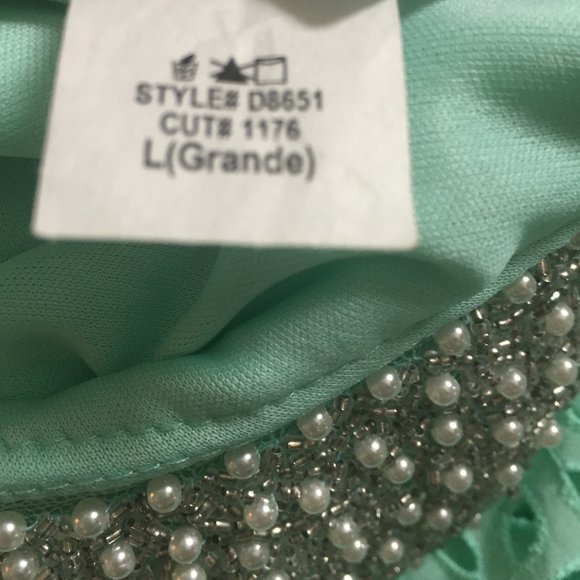 STYLE# D8651
CUT# 1176
L(Grande)